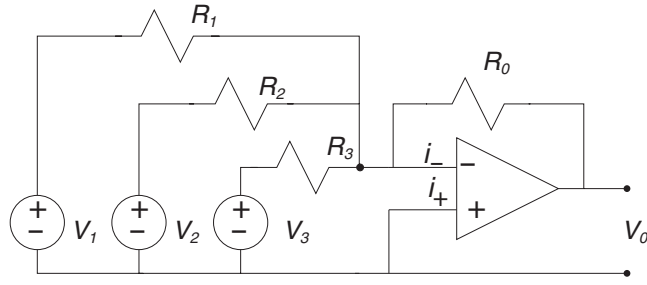 R1
R2
R0
R3
i−
−
i+
+
+
−
V1
+
−
V2
+
−
V3
V0